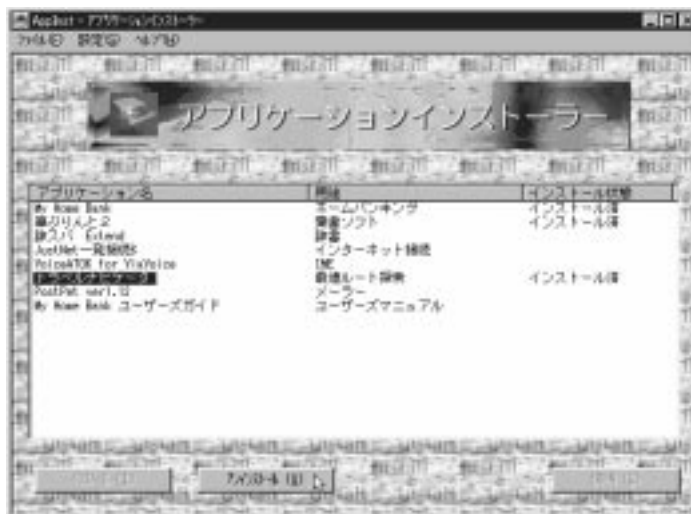 AppInst - アプリケーションインストーラー
ファイル(F) 設定(S) ヘルプ(H)
アプリケーションインストーラー
アプリケーション名 用途 インストール状態
My Home Bank ホームバンキング インストール済
筆ぷりんと2 葉書ソフト インストール済
辞スパ Extend 辞書
JustNet一発接続 インターネット接続
VoiceATOK for ViaVoice IME
最適ルート探索 インストール済
PostPet ver1.12 メーラー
My Home Bank ユーザーズガイド ユーザーズマニュアル
アンインストール(U)